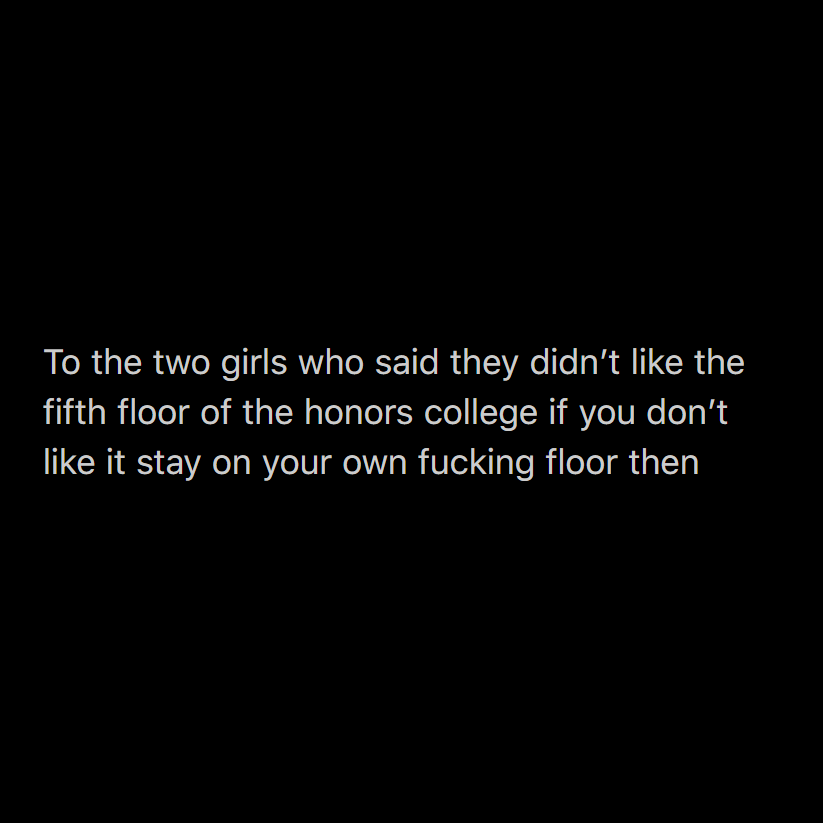 To the two girls who said they didn’t like the
fifth floor of the honors college if you don’t
like it stay on your own fucking floor then